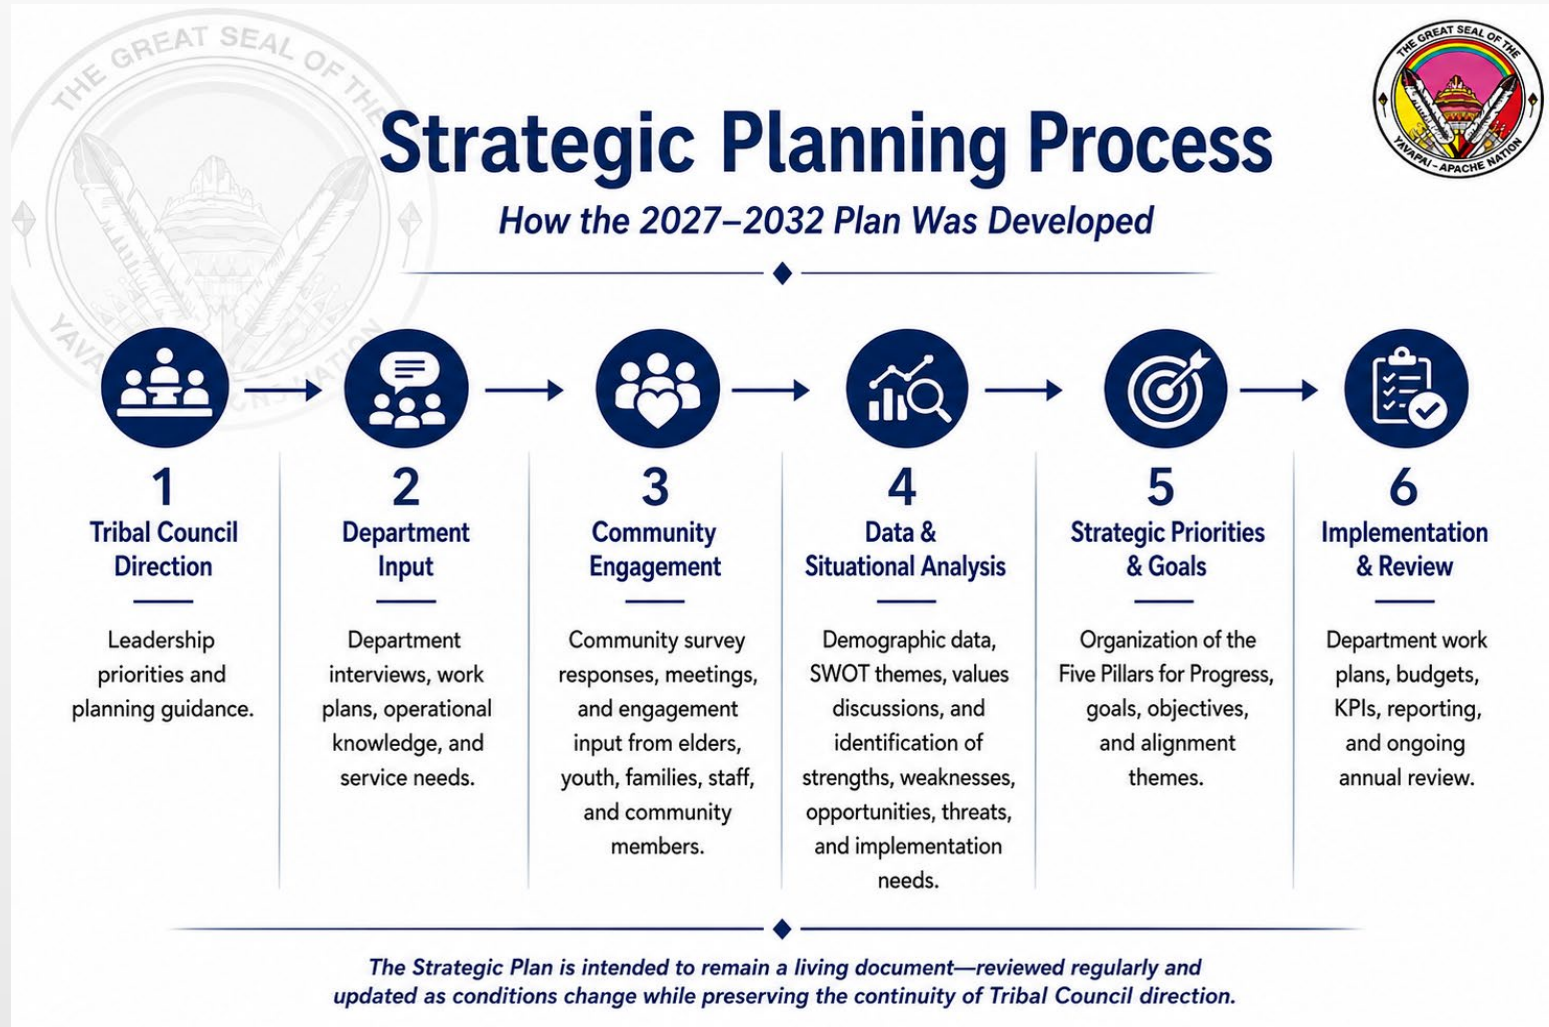 THE GREAT SEAL OF THE
YAVAPAI - APACHE NATION
THE GREAT SEAL OF THE
Strategic Planning Process
How the 2027–2032 Plan Was Developed
1
Tribal Council
Direction
Leadership
priorities and
planning guidance.
2
Department
Input
Department
interviews, work
plans, operational
knowledge, and
service needs.
3
Community
Engagement
Community survey
responses, meetings,
and engagement
input from elders,
youth, families, staff,
and community
members.
4
Data &
Situational Analysis
Demographic data,
SWOT themes, values
discussions, and
identification of
strengths, weaknesses,
opportunities, threats,
and implementation
needs.
5
Strategic Priorities
& Goals
Organization of the
Five Pillars for Progress,
goals, objectives,
and alignment
themes.
6
Implementation
& Review
Department work
plans, budgets,
KPIs, reporting,
and ongoing
annual review.
The Strategic Plan is intended to remain a living document—reviewed regularly and
updated as conditions change while preserving the continuity of Tribal Council direction.